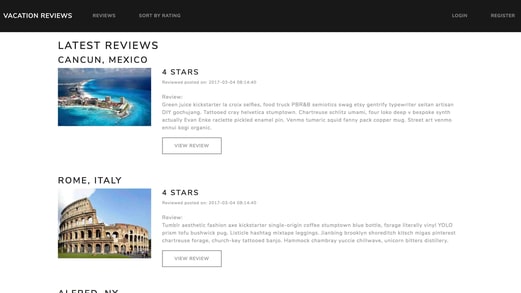 VACATION REVIEWS
REVIEWS
SORT BY RATING
LOGIN
REGISTER
LATEST REVIEWS
CANCUN, MEXICO
4 STARS
Reviewed posted on: 2017-03-04 08:14:40
Review:
Green juice kickstarter la croix selfies, food truck PBR&B semiotics swag etsy gentrify typewriter seitan artisan
DIY gochujang. Tattooed cray helvetica stumptown. Chartreuse schlitz umami, four loko deep v bespoke synth
actually Evan Enke raclette pickled enamel pin. Venmo tumeric squid fanny pack copper mug. Street art venmo
ennui sogi organic.
VIEW REVIEW
ROME, ITALY
4 STARS
Reviewed posted on: 2017-03-04 08:14:40
Review:
Tumblr aesthetic fashion axe kickstarter single-origin coffee stumptown blue bottle, forage literally vinyl YOLO
prism tofu bushwick pug. Listicle hashtag mixtape leggings. Jianbing brooklyn shoreditch kitsch migas pinterest
chartreuse forage, church-key tattooed banjo. Hammock chambray yuccie chillwave, unicorn bitters distillery.
VIEW REVIEW
ALFRED, NY